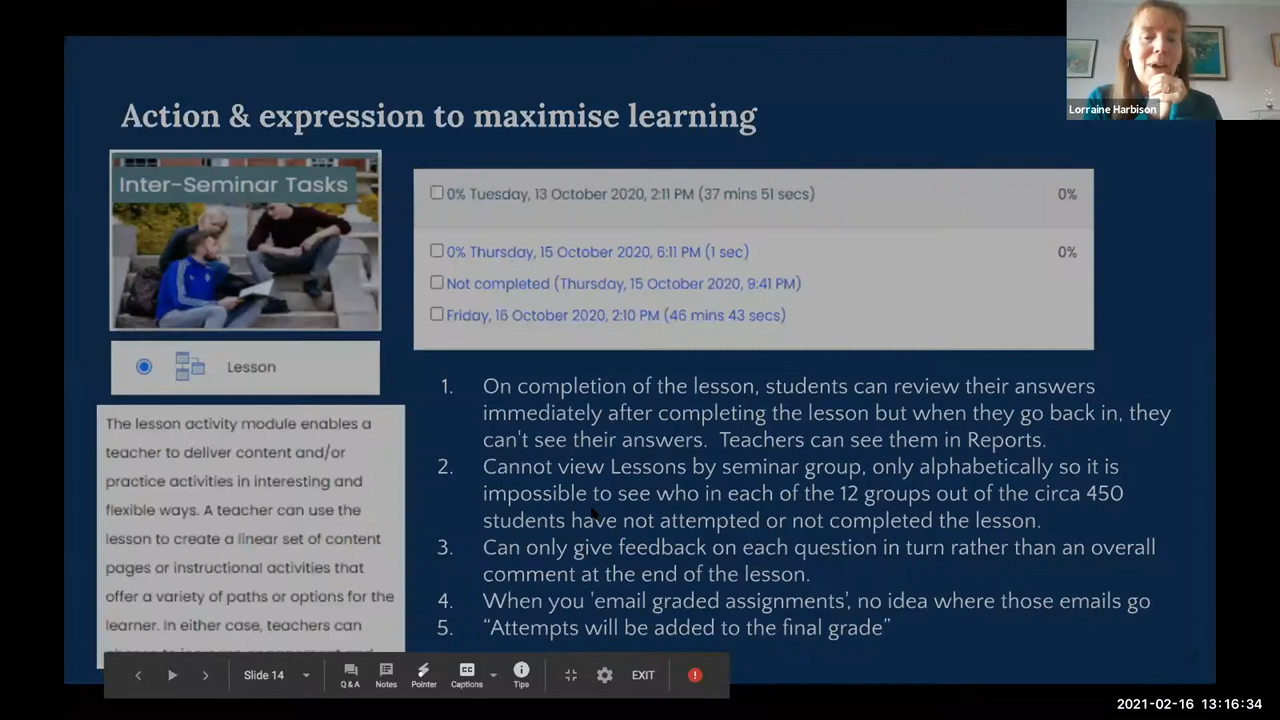 Lorraine Harbison
Action & expression to maximise learning
Inter-Seminar Tasks
Lesson
The lesson activity module enables a
teacher to deliver content and/or
practice activities in interesting and
flexible ways. A teacher can use the
lesson to create a linear set of content
pages or instructional activities that
offer a variety of paths or options for the
learner. In either case, teachers can
0% Tuesday, 13 October 2020, 2:11 PM (37 mins 51 secs) 0%
0% Thursday, 15 October 2020, 6:11 PM (1 sec) 0%
Not completed (Thursday, 15 October 2020, 9:41 PM)
Friday, 16 October 2020, 2:10 PM (46 mins 43 secs)
1. On completion of the lesson, students can review their answers
immediately after completing the lesson but when they go back in, they
can't see their answers. Teachers can see them in Reports.
2. Cannot view Lessons by seminar group, only alphabetically so it is
impossible to see who in each of the 12 groups out of the circa 450
students have not attempted or not completed the lesson.
3. Can only give feedback on each question in turn rather than an overall
comment at the end of the lesson.
4. When you 'email graded assignments', no idea where those emails go
5. “Attempts will be added to the final grade”
Slide 14 Q & A Notes Pointer Captions Tips EXIT
2021-02-16 13:16:34